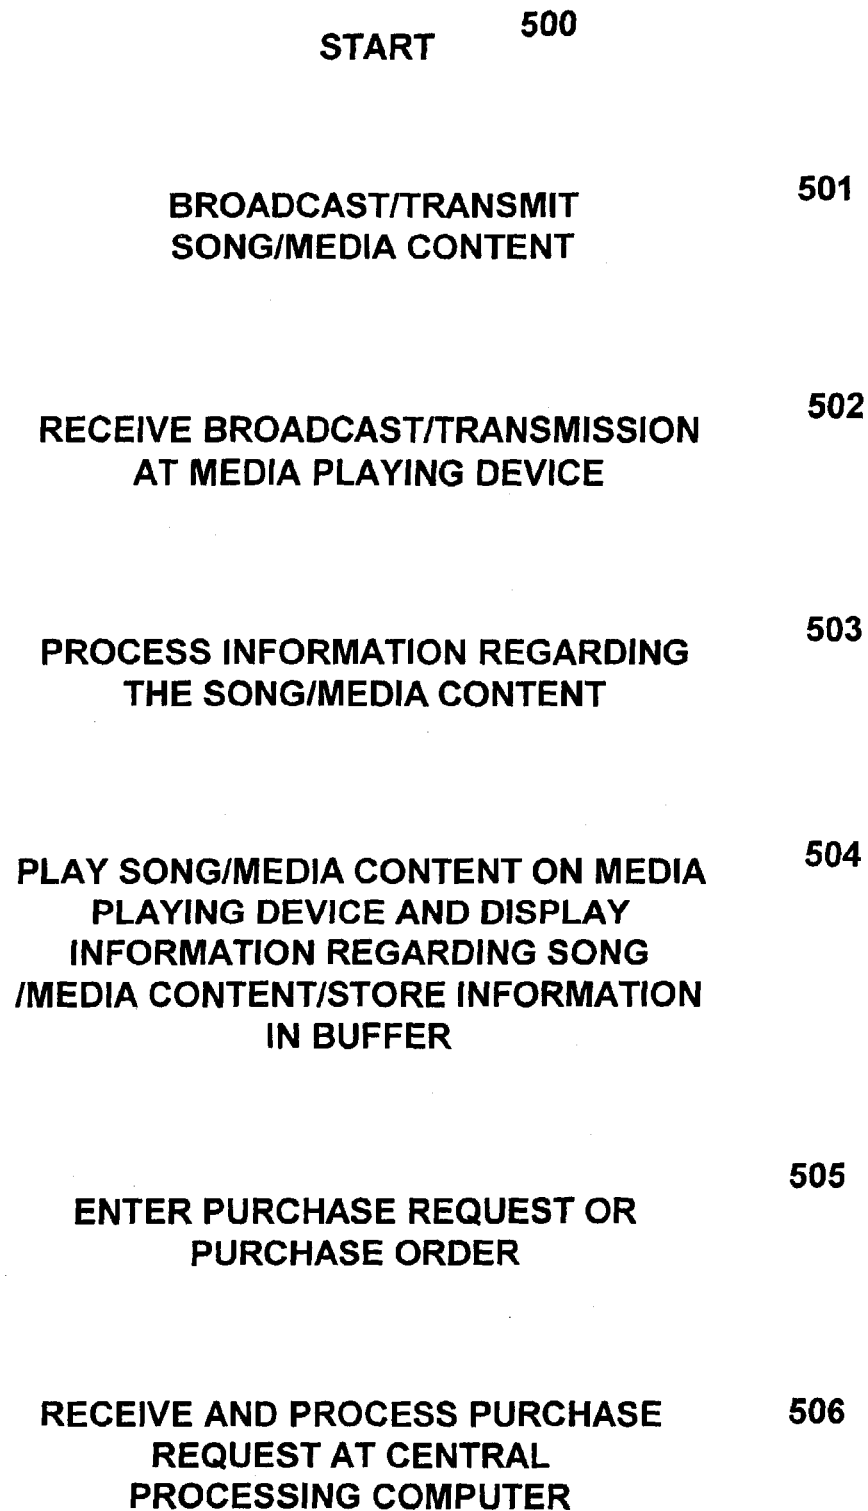 START 500
BROADCAST/TRANSMIT 501
SONG/MEDIA CONTENT
RECEIVE BROADCAST/TRANSMISSION 502
AT MEDIA PLAYING DEVICE
PROCESS INFORMATION REGARDING 503
THE SONG/MEDIA CONTENT
PLAY SONG/MEDIA CONTENT ON MEDIA 504
PLAYING DEVICE AND DISPLAY
INFORMATION REGARDING SONG
/MEDIA CONTENT/STORE INFORMATION
IN BUFFER
505
ENTER PURCHASE REQUEST OR
PURCHASE ORDER
RECEIVE AND PROCESS PURCHASE 506
REQUEST AT CENTRAL
PROCESSING COMPUTER